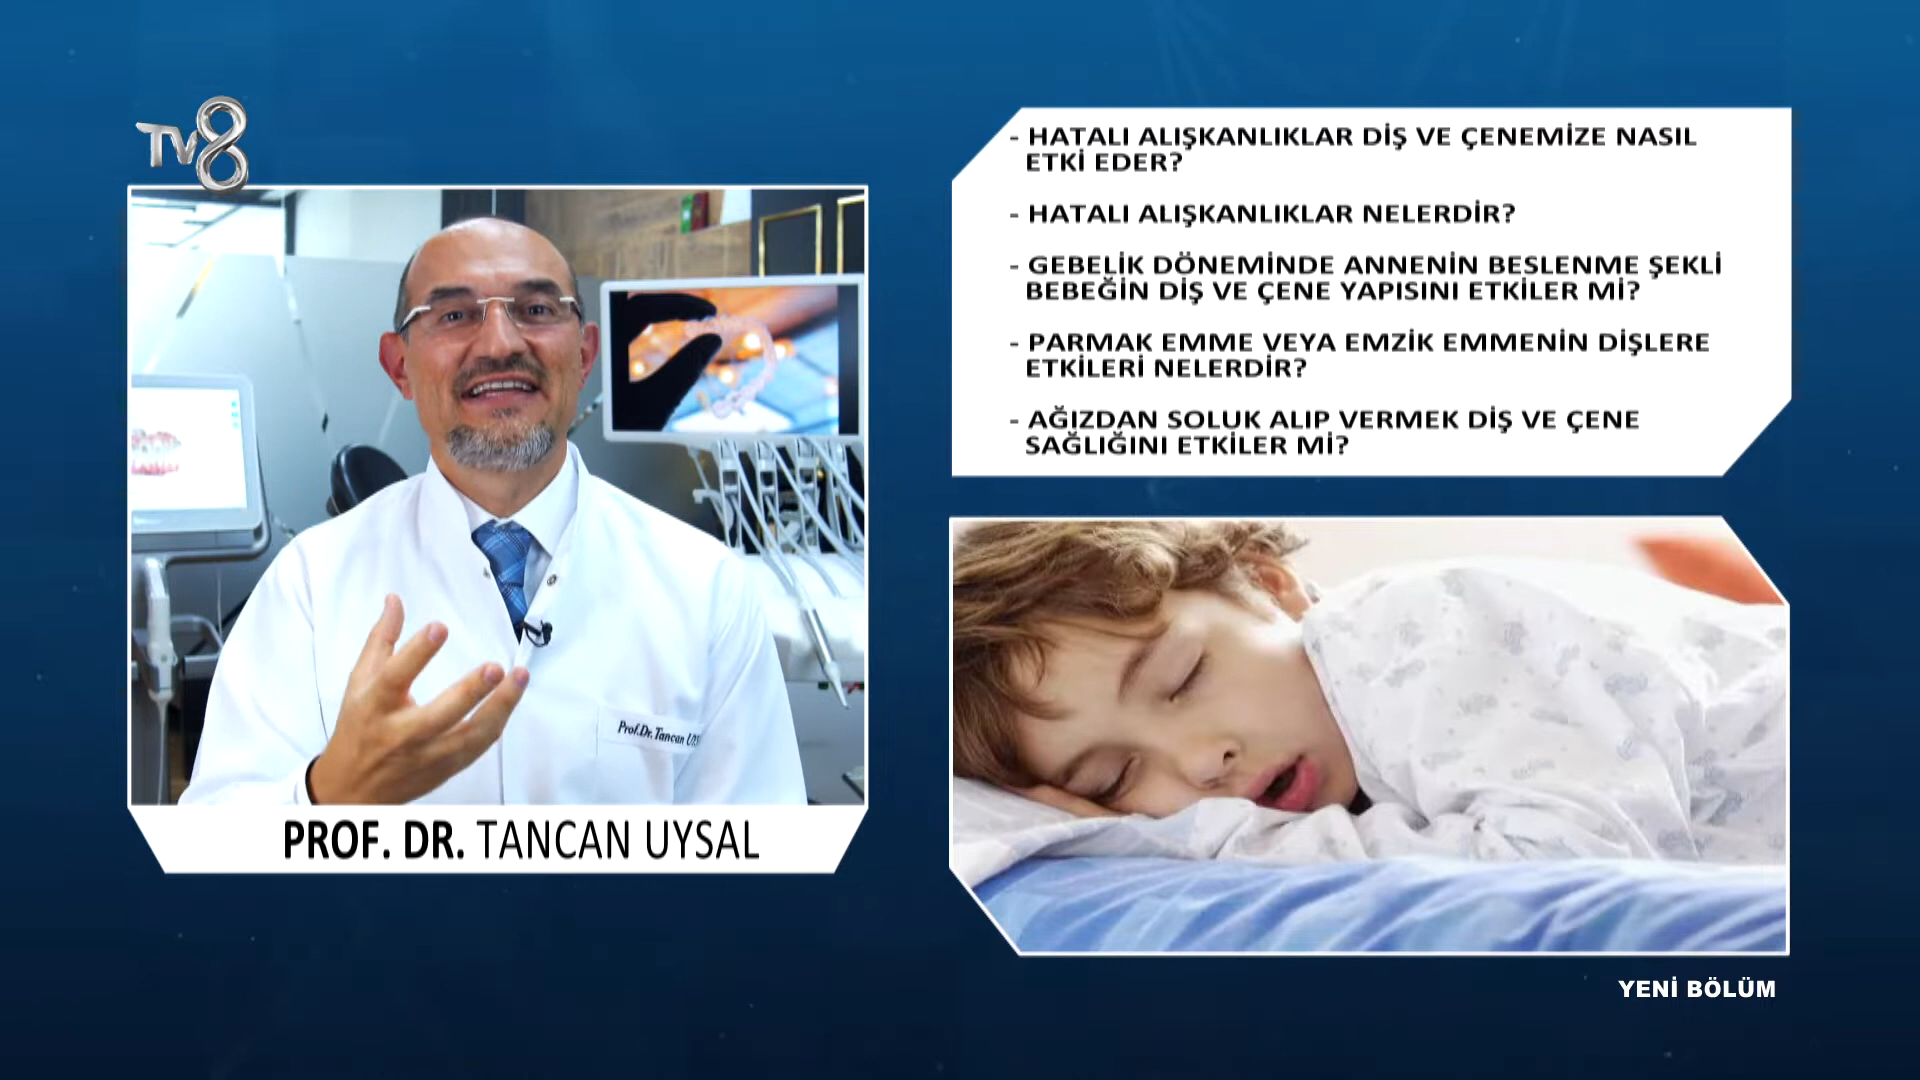 TV8
- HATALI ALIŞKANLIKLAR DİŞ VE ÇENEMİZE NASIL
ETKİ EDER?
- HATALI ALIŞKANLIKLAR NELERDİR?
- GEBELİK DÖNEMİNDE ANNENİN BESLENME ŞEKLİ
BEBEĞİN DİŞ VE ÇENE YAPISINI ETKİLER Mİ?
- PARMAK EMME VEYA EMZİK EMMENİN DİŞLERE
ETKİLERİ NELERDİR?
- AĞIZDAN SOLUK ALIP VERMEK DİŞ VE ÇENE
SAĞLIĞINI ETKİLER Mİ?
Prof.Dr. Tancan
PROF. DR. TANCAN UYSAL
YENİ BÖLÜM